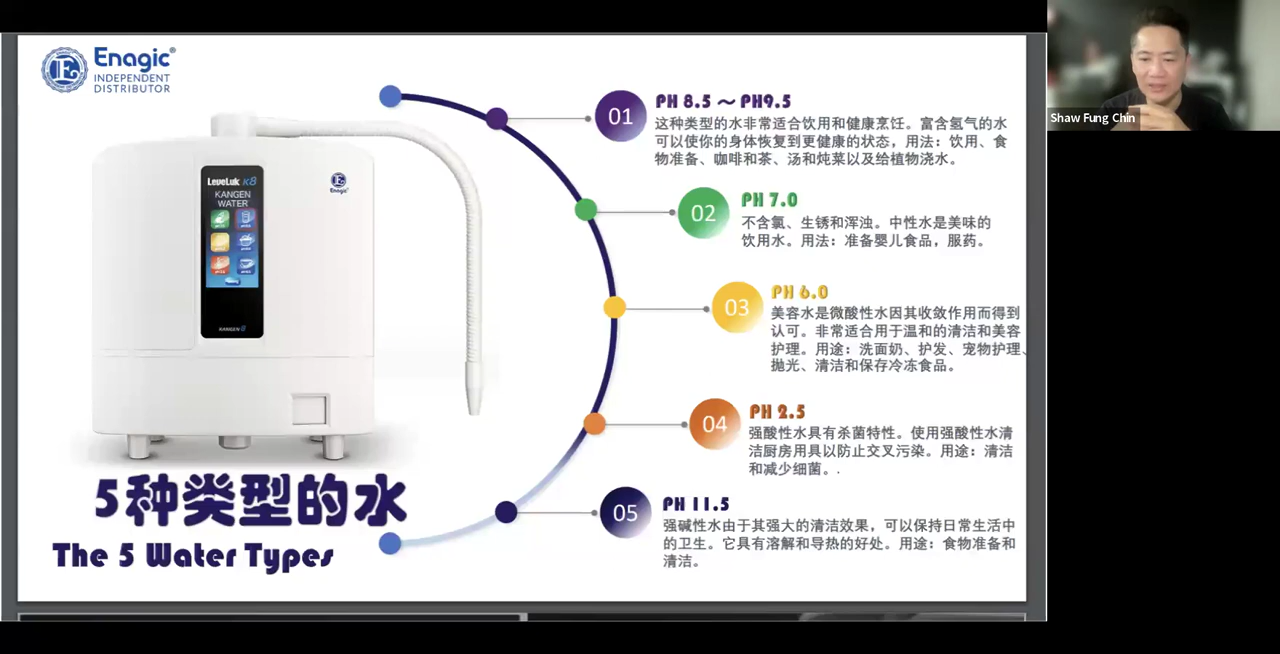 Enagic®
INDEPENDENT
DISTRIBUTOR
LeveLuk K8
KANGEN
WATER
Enagic
KANGEN 8
5种类型的水
The 5 Water Types
01
PH 8.5 ～ PH9.5
这种类型的水非常适合饮用和健康烹饪。富含氢气的水
可以使你的身体恢复到更健康的状态，用法：饮用、食
物准备、咖啡和茶、汤和炖菜以及给植物浇水。
02
PH 7.0
不含氯、生锈和浑浊。中性水是美味的
饮用水。用法：准备婴儿食品，服药。
03
PH 6.0
美容水是微酸性水因其收敛作用而得到
认可。非常适合用于温和的清洁和美容
护理。用途：洗面奶、护发、宠物护理、
抛光、清洁和保存冷冻食品。
04
PH 2.5
强酸性水具有杀菌特性。使用强酸性水清
洁厨房用具以防止交叉污染。用途：清洁
和减少细菌。.
05
PH 11.5
强碱性水由于其强大的清洁效果，可以保持日常生活中
的卫生。它具有溶解和导热的好处。用途：食物准备和
清洁。
Shaw Fung Chin